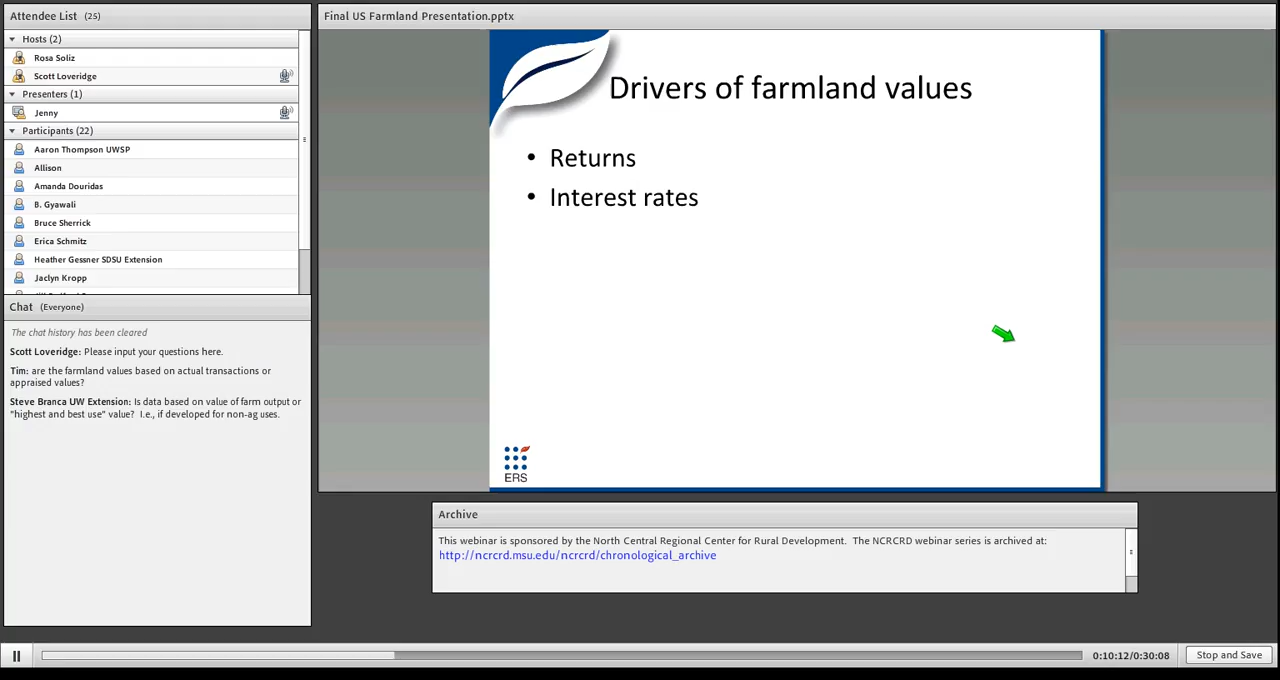 Attendee List (25)
Hosts (2)
Rosa Soliz
Scott Loveridge
Presenters (1)
Jenny
Participants (22)
Aaron Thompson UWSP
Allison
Amanda Douridas
B. Gyawali
Bruce Sherrick
Erica Schmitz
Heather Gessner SDSU Extension
Jaclyn Kropp
Chat (Everyone)
The chat history has been cleared
Scott Loveridge: Please input your questions here.
Tim: are the farmland values based on actual transactions or
appraised values?
Steve Branca UW Extension: Is data based on value of farm output or
"highest and best use" value? I.e., if developed for non-ag uses.
Final US Farmland Presentation.pptx
Drivers of farmland values
• Returns
• Interest rates
ERS
Archive
This webinar is sponsored by the North Central Regional Center for Rural Development. The NCRCRD webinar series is archived at:
http://ncrcrd.msu.edu/ncrcrd/chronological_archive
0:10:12/0:30:08
Stop and Save